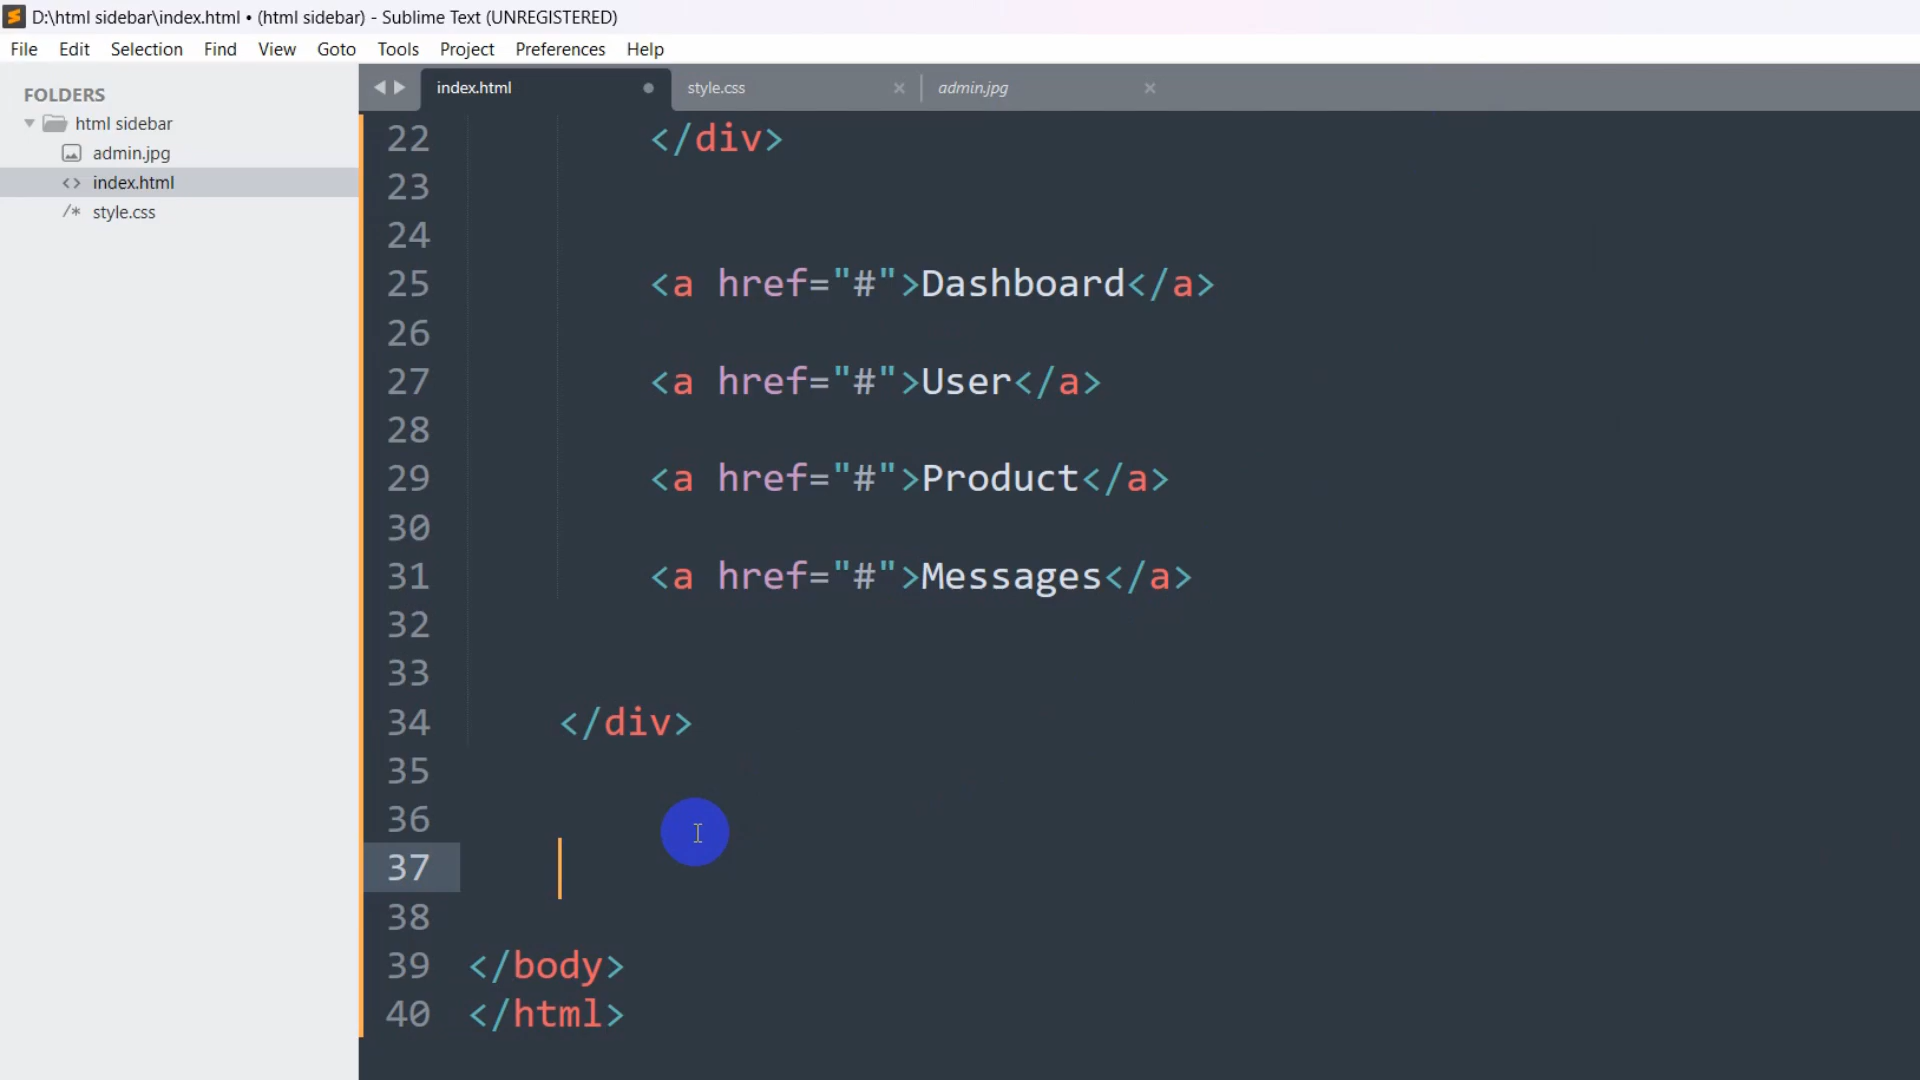 D:\html sidebar\index.html • (html sidebar) - Sublime Text (UNREGISTERED)
File Edit Selection Find View Goto Tools Project Preferences Help
FOLDERS
html sidebar
admin.jpg
index.html
/* style.css
index.html style.css admin.jpg
22 </div>
23
24
25 <a href="#">Dashboard</a>
26
27 <a href="#">User</a>
28
29 <a href="#">Product</a>
30
31 <a href="#">Messages</a>
32
33
34 </div>
35
36
37
38
39 </body>
40 </html>